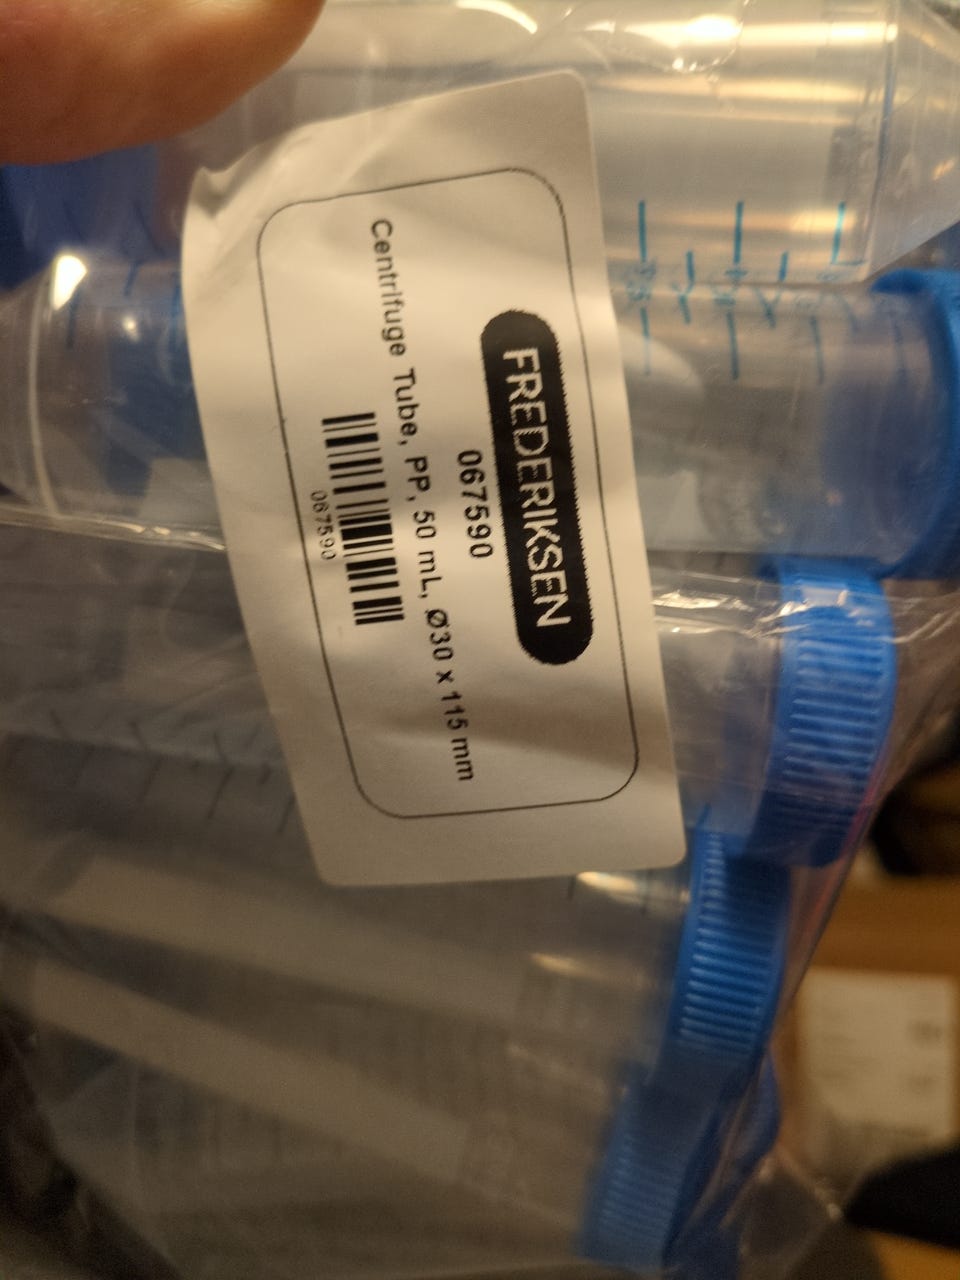 FREDERIKSEN
067590
Centrifuge Tube, PP, 50 mL, Ø30 x 115 mm
067590